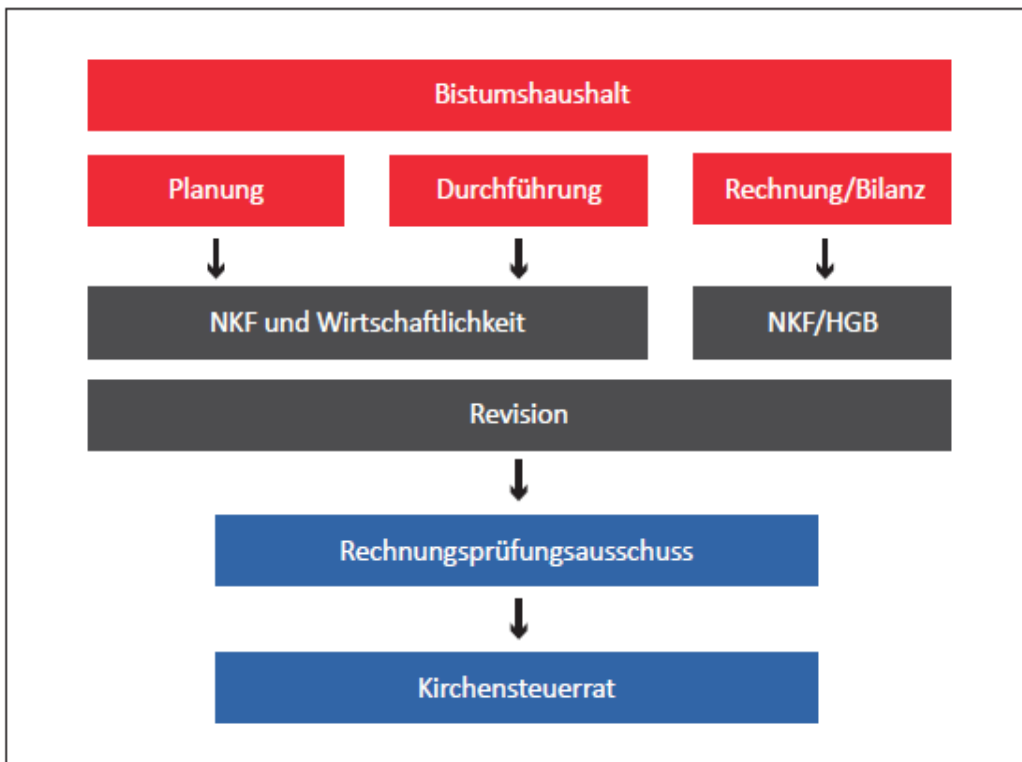 Bistumshaushalt
Planung
Durchführung
Rechnung/Bilanz
NKF und Wirtschaftlichkeit
NKF/HGB
Revision
Rechnungsprüfungsausschuss
Kirchensteuerrat